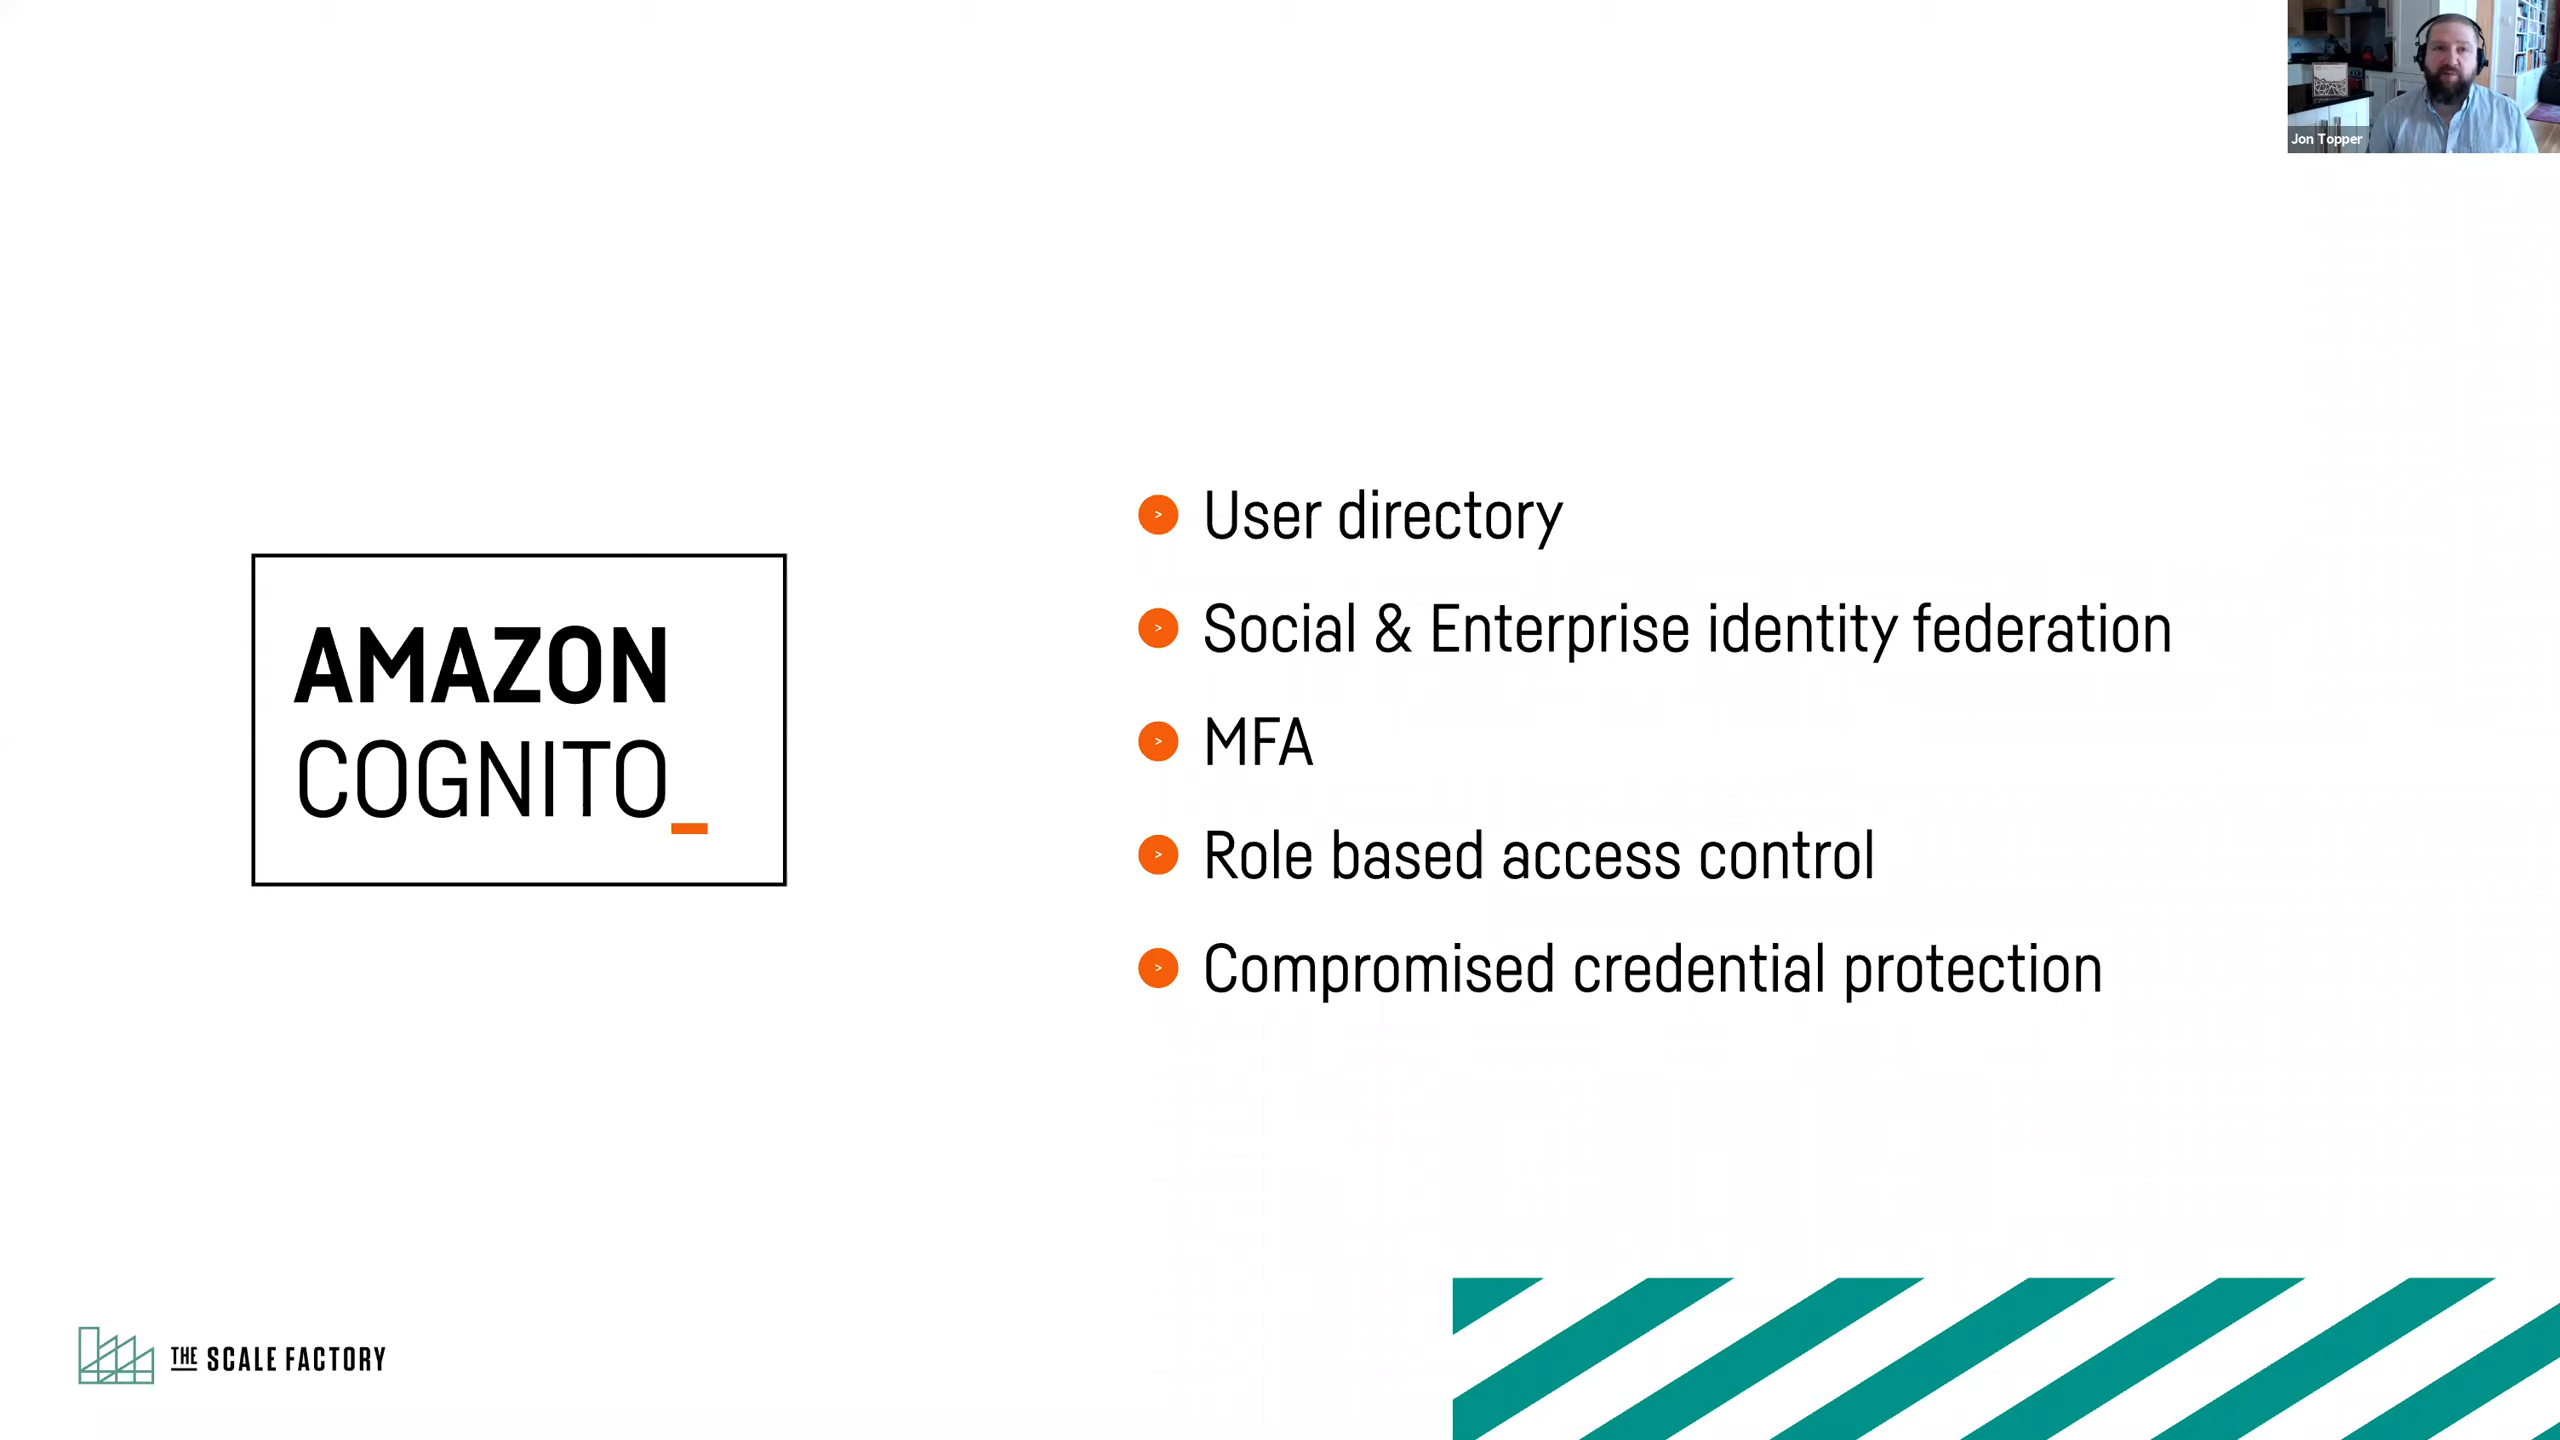 Jon Topper
AMAZON
COGNITO_
> User directory
> Social & Enterprise identity federation
> MFA
> Role based access control
> Compromised credential protection
THE SCALE FACTORY